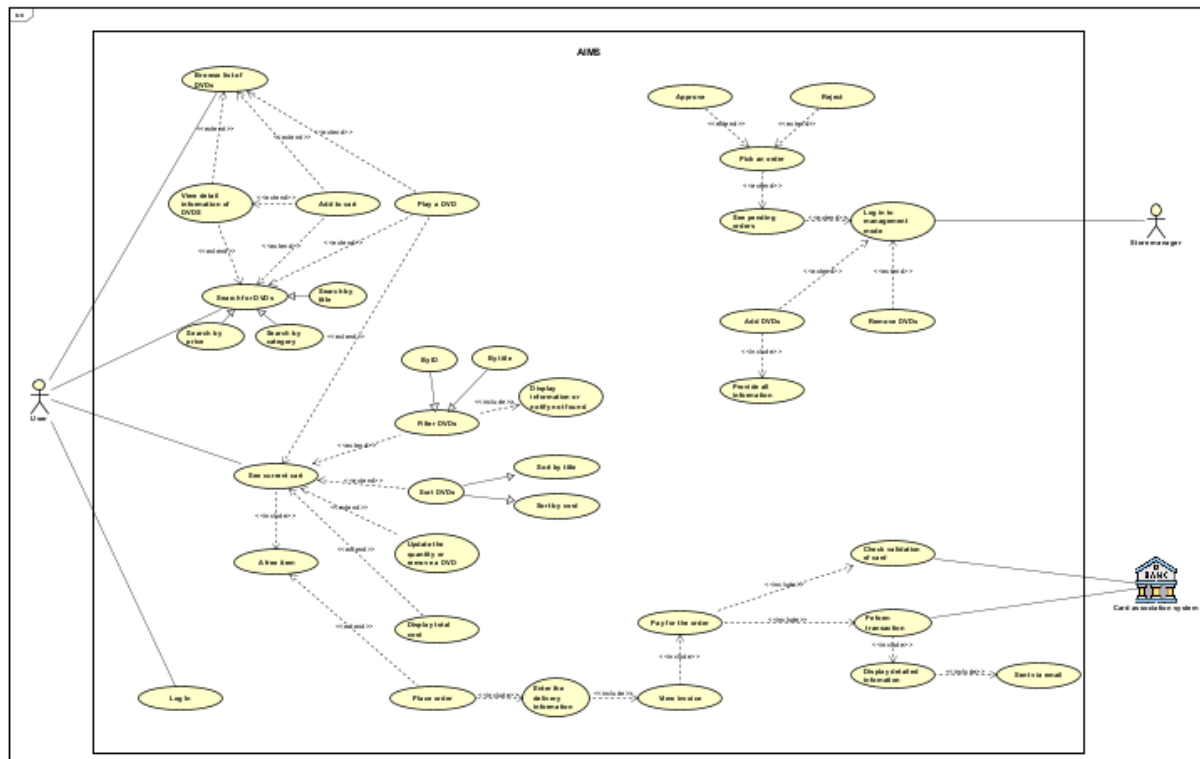 AIMS
Browse list of
DVDs
Approve
Reject
<<extend>>
<<extend>>
<<extend>>
<<extend>>
<<extend>>
Pick an order
<<extend>>
View detail
information of
DVDS
<<extend>>
Add to cart
Play a DVD
See pending
orders
<<extend>>
Log in to
management
mode
Store manager
<<extend>>
<<extend>>
<<extend>>
<<extend>>
<<extend>>
Search for DVDs
Search by
title
Search by
price
Search by
category
<<extend>>
Add DVDs
Remove DVDs
<<include>>
By ID
By title
Display
information or
notify not found
<<include>>
Provide all
information
User
Filter DVDs
<<extend>>
See current cart
<<extend>>
Sort DVDs
Sort by title
Sort by cost
<<include>>
<<extend>>
<<extend>>
Update the
quantity or
remove a DVD
A free item
Check validation
of card
<<include>>
BANK
Card association system
<<extend>>
Display total
cost
Pay for the order
<<include>>
Perform
transaction
<<include>>
<<include>>
Log in
Place order
<<include>>
Enter the
delivery
information
<<include>>
View invoice
Display detailed
infomation
<<include>>
Sent via email